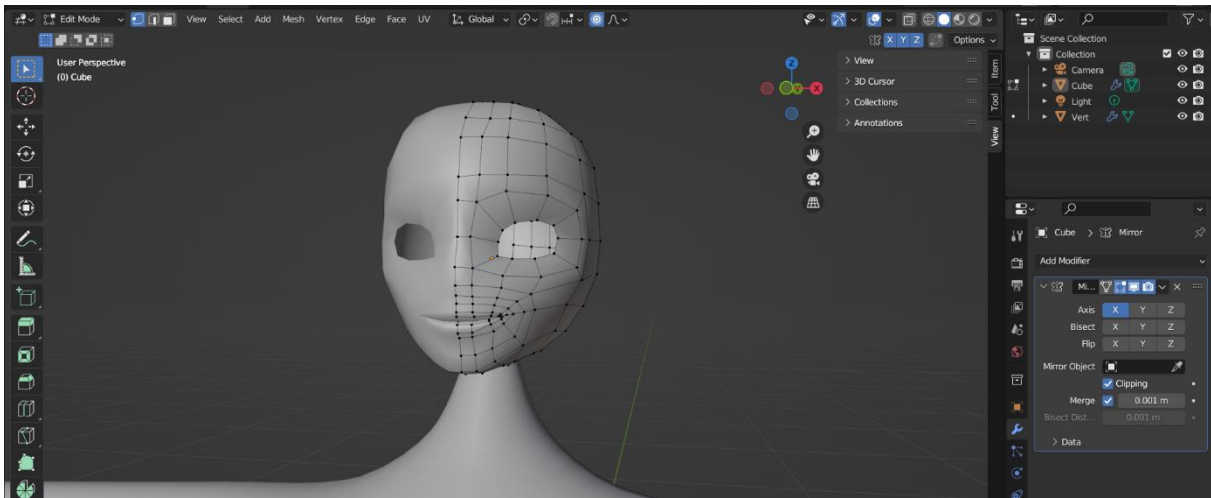 Edit Mode View Select Add Mesh Vertex Edge Face UV Global
X Y Z Options
User Perspective
(0) Cube
Z
X
View
3D Cursor
Collections
Annotations
Item
Tool
View
Scene Collection
Collection
Camera
Cube
Light
Vert
Cube > Mirror
Add Modifier
Mi...
Axis X Y Z
Bisect X Y Z
Flip X Y Z
Mirror Object
Clipping
Merge 0.001 m
Bisect Dist... 0.001 m
> Data